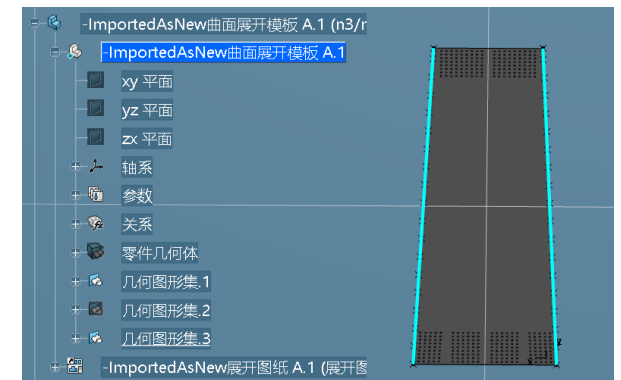 -ImportedAsNew曲面展开模板 A.1 (n3/r
-ImportedAsNew曲面展开模板 A.1
xy 平面
yz 平面
zx 平面
轴系
参数
关系
零件几何体
几何图形集.1
几何图形集.2
几何图形集.3
-ImportedAsNew展开图纸 A.1 (展开图
z